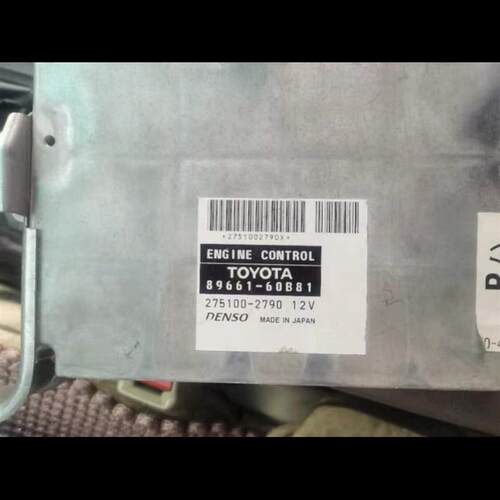 *2751002790X*
ENGINE CONTROL
TOYOTA
89661-60B81
275100-2790 12V
DENSO MADE IN JAPAN